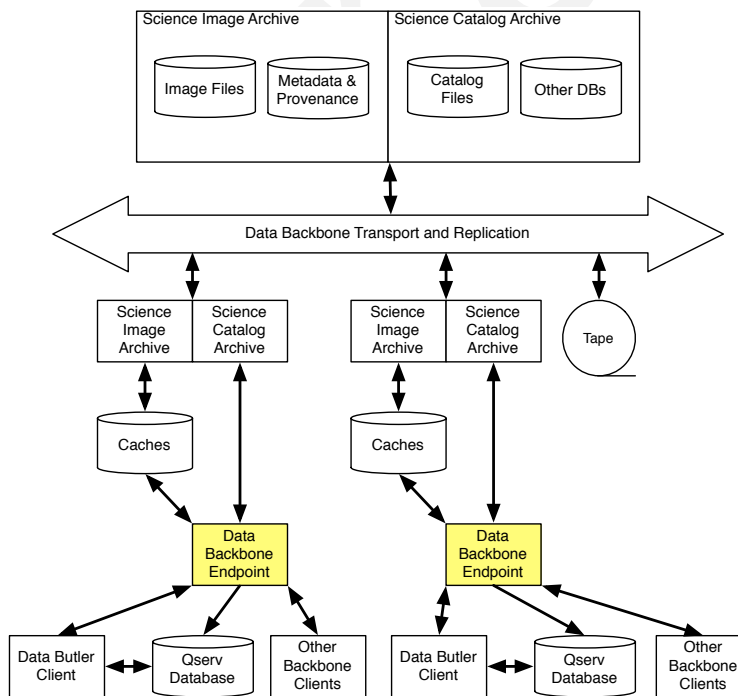 Science Image Archive
Science Catalog Archive
Image Files
Metadata &
Provenance
Catalog
Files
Other DBs
Data Backbone Transport and Replication
Science
Image
Archive
Science
Catalog
Archive
Science
Image
Archive
Science
Catalog
Archive
Tape
Caches
Caches
Data
Backbone
Endpoint
Data
Backbone
Endpoint
Data Butler
Client
Qserv
Database
Other
Backbone
Clients
Data Butler
Client
Qserv
Database
Other
Backbone
Clients